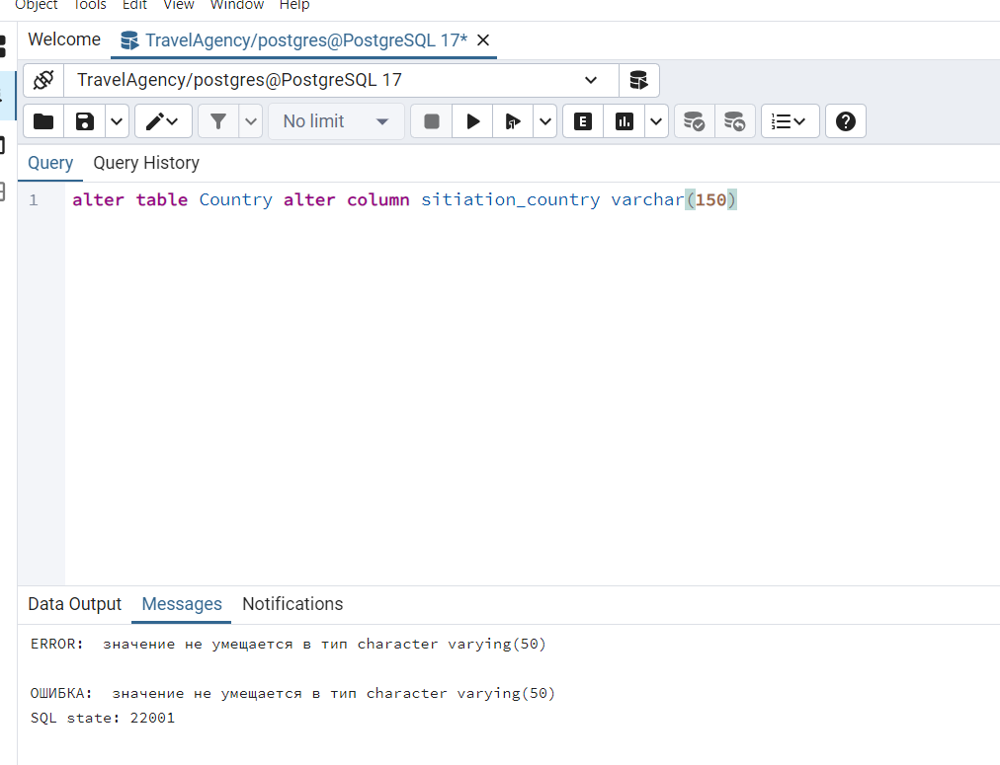 Object Tools Edit View Window Help
Welcome TravelAgency/postgres@PostgreSQL 17*
TravelAgency/postgres@PostgreSQL 17
No limit E
Query Query History
1 alter table Country alter column sitiation_country varchar(150)
Data Output Messages Notifications
ERROR: значение не умещается в тип character varying(50)
ОШИБКА: значение не умещается в тип character varying(50)
SQL state: 22001